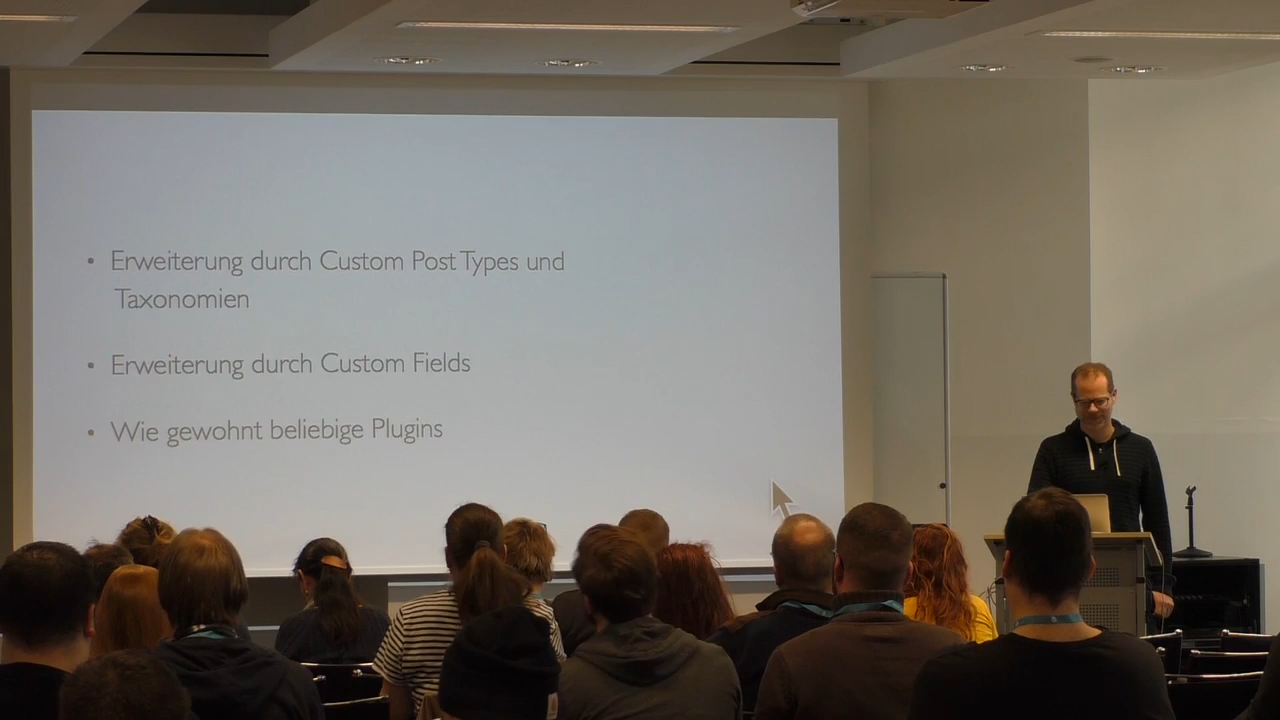 • Erweiterung durch Custom Post Types und
Taxonomien
• Erweiterung durch Custom Fields
• Wie gewohnt beliebige Plugins